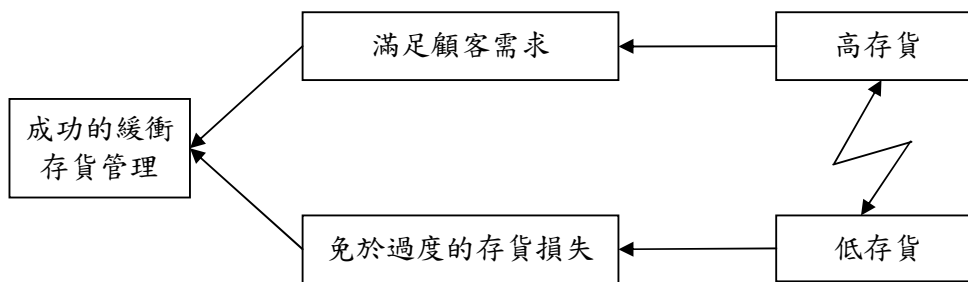 滿足顧客需求
高存貨
成功的緩衝
存貨管理
免於過度的存貨損失
低存貨